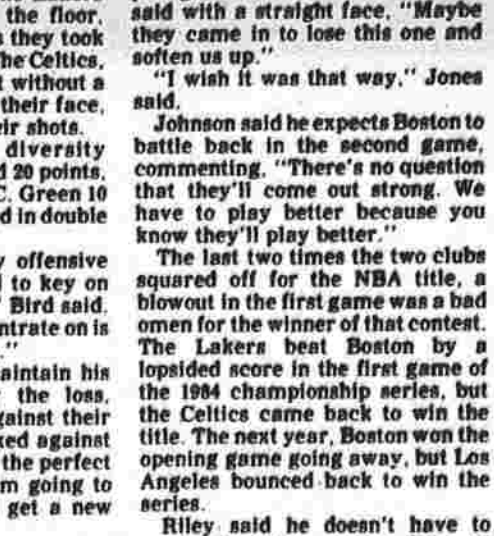 the floor.
s they took
he Celtics,
t without a
their face,
ir shots.
diversity
d 20 points,
C. Green 10
d in double
y offensive
d to key on
Bird said.
ntrate on is
."
aintain his
the loss,
gainst their
ked against
the perfect
m going to
get a new
said with a straight face, "Maybe
they came in to lose this one and
soften us up."
"I wish it was that way," Jones
said.
Johnson said he expects Boston to
battle back in the second game,
commenting, "There's no question
that they'll come out strong. We
have to play better because you
know they'll play better."
The last two times the two clubs
squared off for the NBA title, a
blowout in the first game was a bad
omen for the winner of that contest.
The Lakers beat Boston by a
lopsided score in the first game of
the 1984 championship series, but
the Celtics came back to win the
title. The next year, Boston won the
opening game going away, but Los
Angeles bounced back to win the
series.
Riley said he doesn't have to